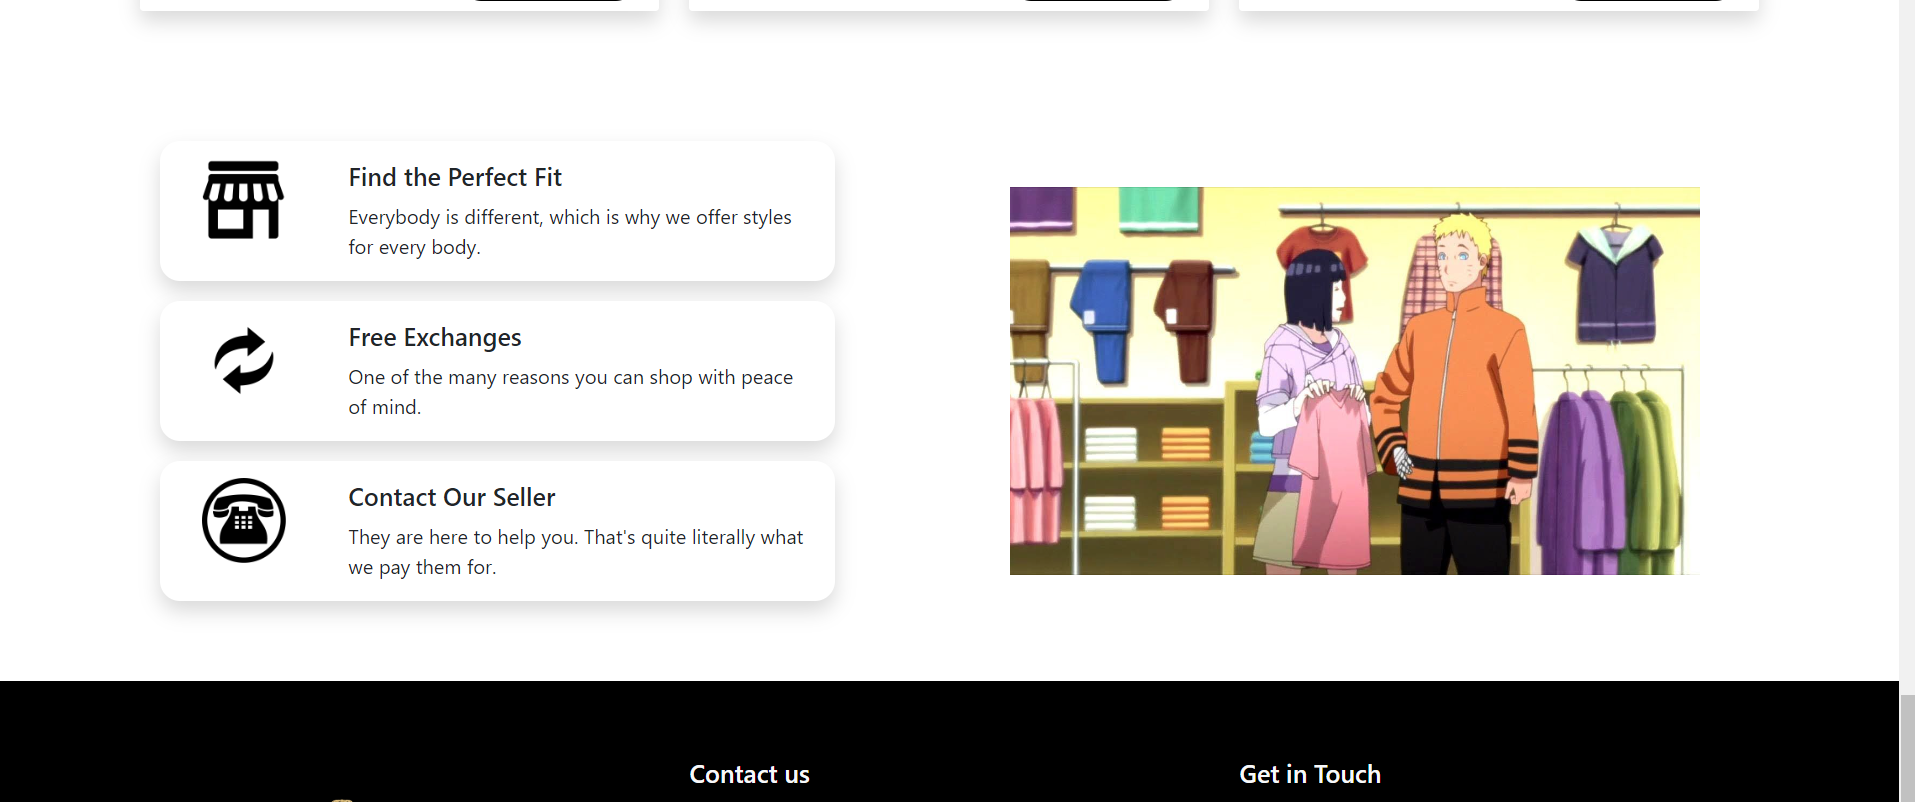 Find the Perfect Fit
Everybody is different, which is why we offer styles
for every body.
Free Exchanges
One of the many reasons you can shop with peace
of mind.
Contact Our Seller
They are here to help you. That's quite literally what
we pay them for.
Contact us
Get in Touch